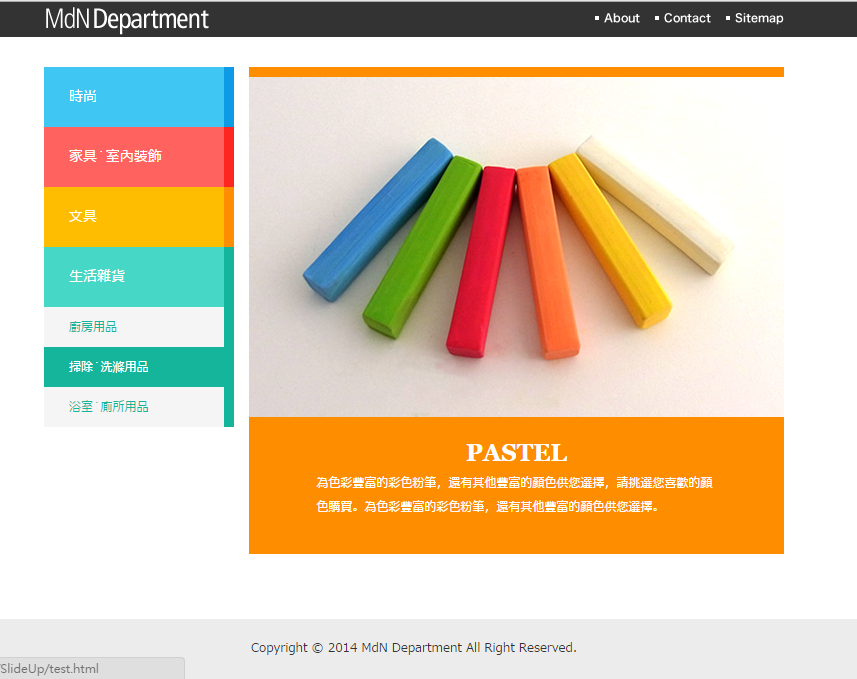 MdN Department
About
Contact
Sitemap
時尚
家具˙室內裝飾
文具
生活雜貨
廚房用品
掃除˙洗滌用品
浴室˙廁所用品
PASTEL
為色彩豐富的彩色粉筆，還有其他豐富的顏色供您選擇，請挑選您喜歡的顏
色購買。為色彩豐富的彩色粉筆，還有其他豐富的顏色供您選擇。
Copyright © 2014 MdN Department All Right Reserved.
/SlideUp/test.html